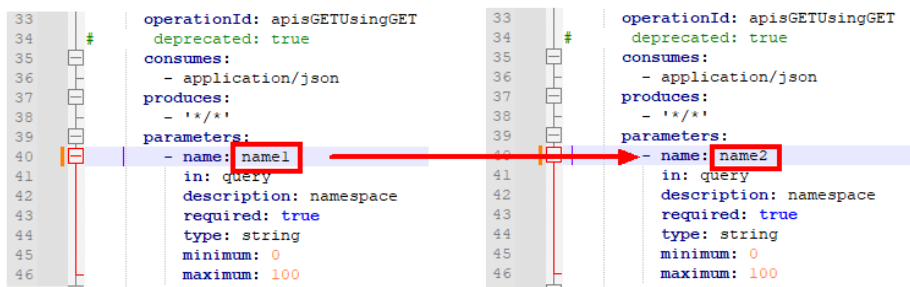 33 operationId: apisGETUsingGET
34 # deprecated: true
35 consumes:
36 - application/json
37 produces:
38 - '*/*'
39 parameters:
40 - name: name1
41 in: query
42 description: namespace
43 required: true
44 type: string
45 minimum: 0
46 maximum: 100
33 operationId: apisGETUsingGET
34 # deprecated: true
35 consumes:
36 - application/json
37 produces:
38 - '*/*'
39 parameters:
40 - name: name2
41 in: query
42 description: namespace
43 required: true
44 type: string
45 minimum: 0
46 maximum: 100